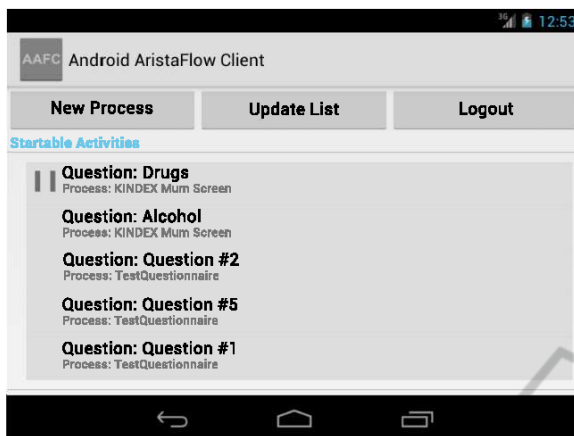 3G 12:53
AAFC Android AristaFlow Client
New Process Update List Logout
Startable Activities
Question: Drugs
Process: KINDEX Mum Screen
Question: Alcohol
Process: KINDEX Mum Screen
Question: Question #2
Process: TestQuestionnaire
Question: Question #5
Process: TestQuestionnaire
Question: Question #1
Process: TestQuestionnaire